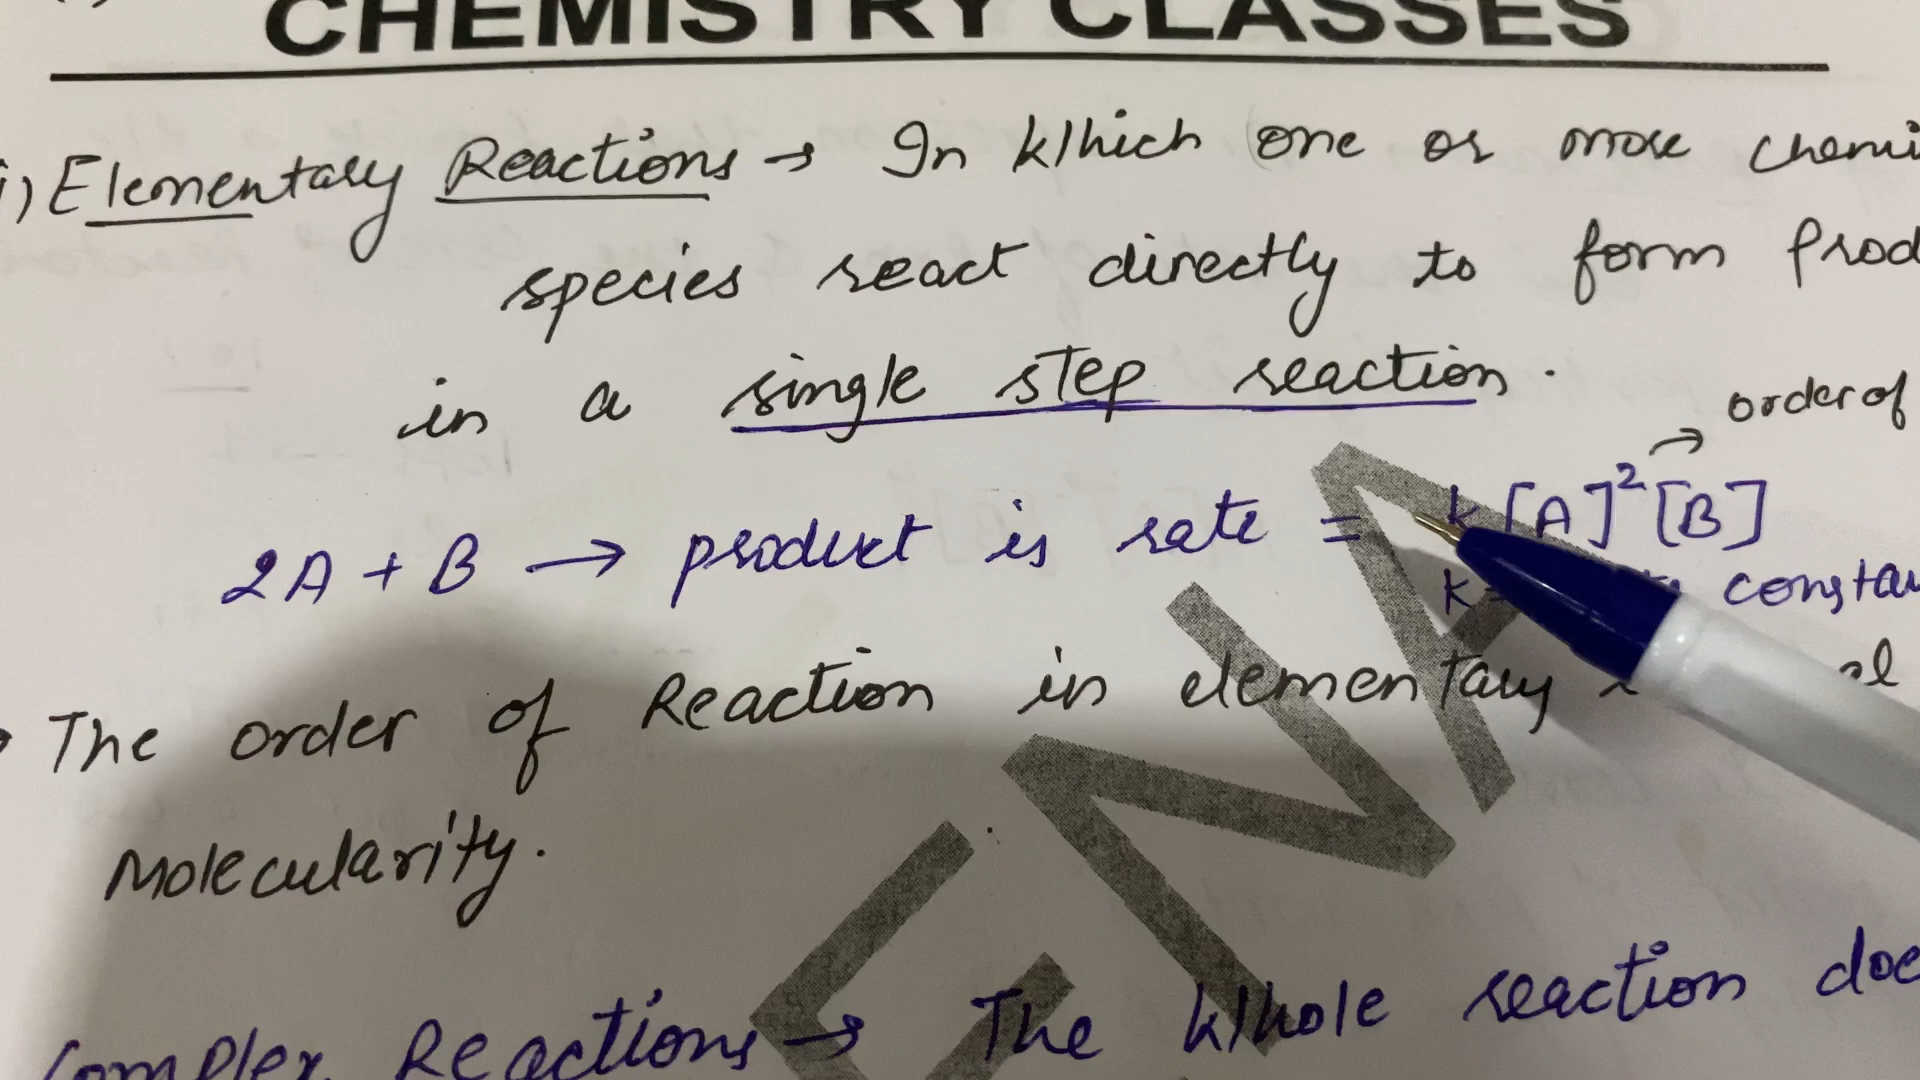 CHEMISTRY CLASSES
i) Elementary Reactions → In which one or more chemi
species react directly to form Prod
in a single step reaction.
order of
2A + B → product is rate = k[A]²[B]
k = constan
The order of Reaction in elementary
Molecularity.
Complex Reactions → The whole reaction doe
ENA